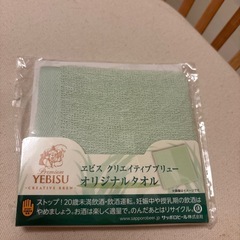 Premium
YEBISU
CREATIVE BREW
ヱビス クリエイティブブリュー
オリジナルタオル
ストップ!20歳未満飲酒・飲酒運転。妊娠中や授乳期の飲酒は
やめましょう。お酒は楽しく適量で。のんだあとはリサイクル。
www.sapporobeer.jp サッポロビール株式会社